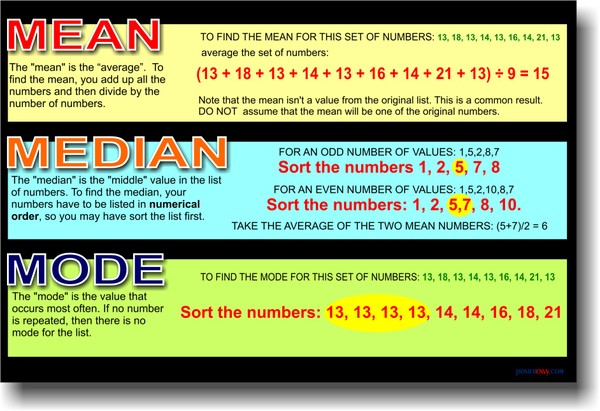 MEAN
The "mean" is the “average”. To
find the mean, you add up all the
numbers and then divide by the
number of numbers.
TO FIND THE MEAN FOR THIS SET OF NUMBERS: 13, 18, 13, 14, 13, 16, 14, 21, 13
average the set of numbers:
(13 + 18 + 13 + 14 + 13 + 16 + 14 + 21 + 13) ÷ 9 = 15
Note that the mean isn't a value from the original list. This is a common result.
DO NOT assume that the mean will be one of the original numbers.
MEDIAN
The "median" is the "middle" value in the list
of numbers. To find the median, your
numbers have to be listed in numerical
order, so you may have sort the list first.
FOR AN ODD NUMBER OF VALUES: 1,5,2,8,7
Sort the numbers 1, 2, 5, 7, 8
FOR AN EVEN NUMBER OF VALUES: 1,5,2,10,8,7
Sort the numbers: 1, 2, 5,7, 8, 10.
TAKE THE AVERAGE OF THE TWO MEAN NUMBERS: (5+7)/2 = 6
MODE
The "mode" is the value that
occurs most often. If no number
is repeated, then there is no
mode for the list.
TO FIND THE MODE FOR THIS SET OF NUMBERS: 13, 18, 13, 14, 13, 16, 14, 21, 13
Sort the numbers: 13, 13, 13, 13, 14, 14, 16, 18, 21